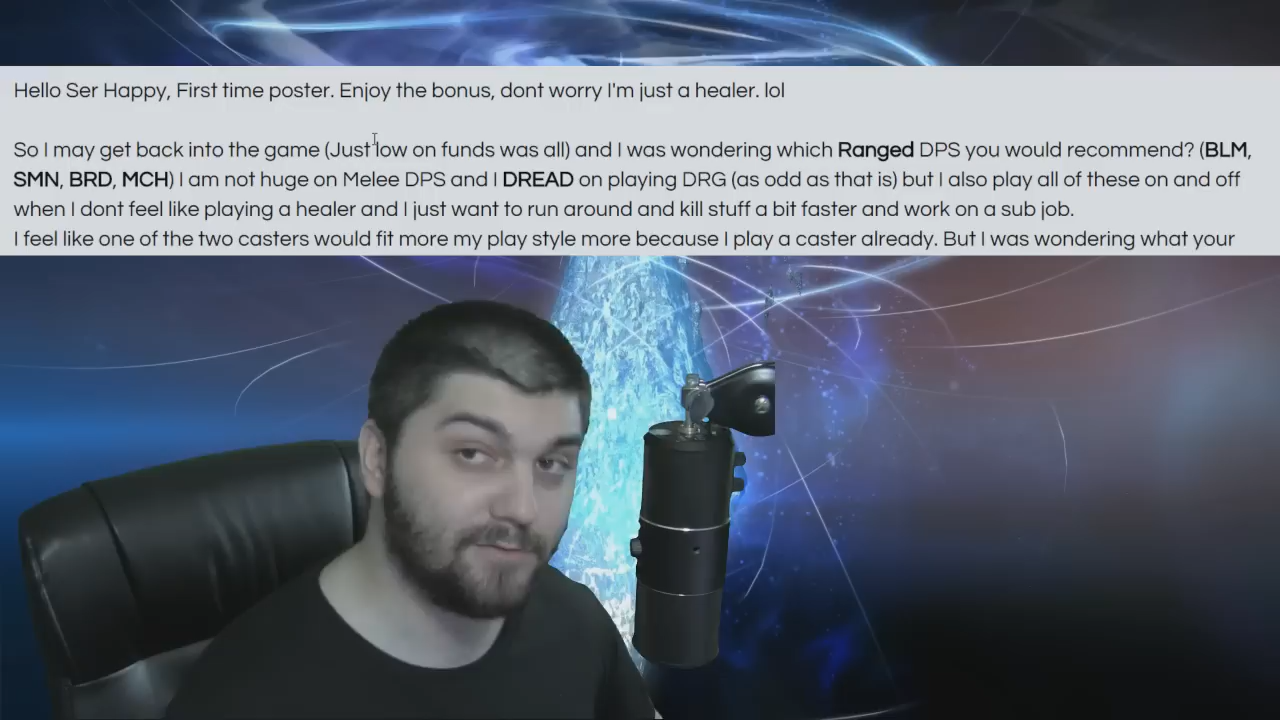 Hello Ser Happy, First time poster. Enjoy the bonus, dont worry I'm just a healer. lol
So I may get back into the game (Just low on funds was all) and I was wondering which Ranged DPS you would recommend? (BLM,
SMN, BRD, MCH) I am not huge on Melee DPS and I DREAD on playing DRG (as odd as that is) but I also play all of these on and off
when I dont feel like playing a healer and I just want to run around and kill stuff a bit faster and work on a sub job.
I feel like one of the two casters would fit more my play style more because I play a caster already. But I was wondering what your